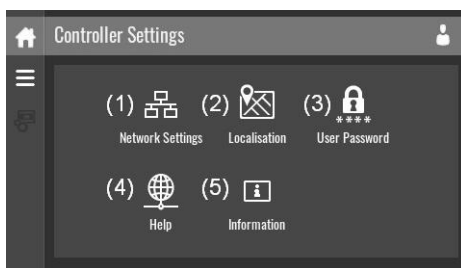 Controller Settings
(1) (2) (3)
****
Network Settings Localisation User Password
(4) (5) i
Help Information